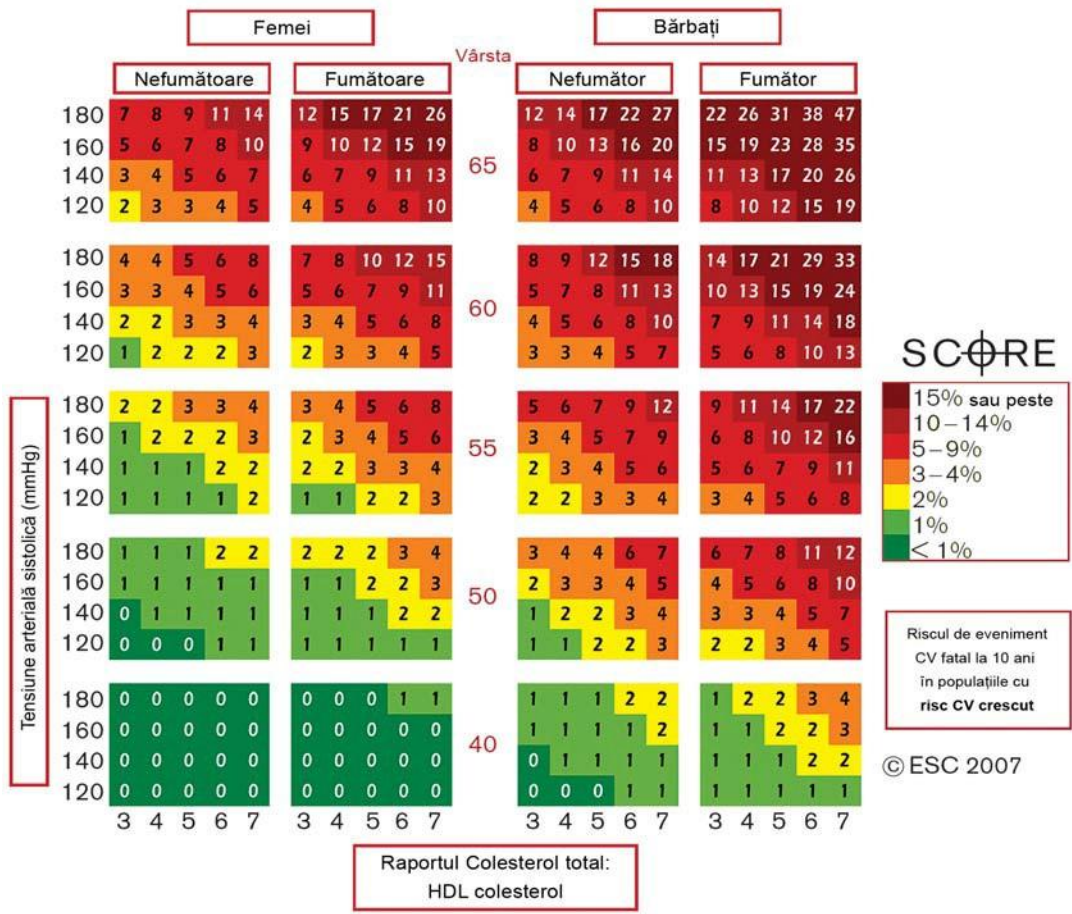 Femei
Bărbați
Vârsta
Nefumătoare
Fumătoare
Nefumător
Fumător
180 7 8 9 11 14 12 15 17 21 26 12 14 17 22 27 22 26 31 38 47
160 5 6 7 8 10 9 10 12 15 19 8 10 13 16 20 15 19 23 28 35
65
140 3 4 5 6 7 6 7 9 11 13 6 7 9 11 14 11 13 17 20 26
120 2 3 3 4 5 4 5 6 8 10 4 5 6 8 10 8 10 12 15 19
180 4 4 5 6 8 7 8 10 12 15 8 9 12 15 18 14 17 21 29 33
160 3 3 4 5 6 5 6 7 9 11 5 7 8 11 13 10 13 15 19 24
60
140 2 2 3 3 4 3 4 5 6 8 4 5 6 8 10 7 9 11 14 18
120 1 2 2 2 3 2 3 3 4 5 3 3 4 5 7 5 6 8 10 13
180 2 2 3 3 4 3 4 5 6 8 5 6 7 9 12 9 11 14 17 22
160 1 2 2 2 3 2 3 4 5 6 3 4 5 7 9 6 8 10 12 16
55
140 1 1 1 2 2 2 2 3 3 4 2 3 4 5 6 5 6 7 9 11
120 1 1 1 1 2 1 1 2 2 3 2 2 3 3 4 3 4 5 6 8
180 1 1 1 2 2 2 2 2 3 4 3 4 4 6 7 6 7 8 11 12
160 1 1 1 1 1 1 1 2 2 3 2 3 3 4 5 4 5 6 8 10
50
140 0 1 1 1 1 1 1 1 2 2 1 2 2 3 4 3 3 4 5 7
120 0 0 0 1 1 1 1 1 1 1 1 1 2 2 3 2 2 3 4 5
180 0 0 0 0 0 0 0 0 1 1 1 1 1 2 2 1 2 2 3 4
160 0 0 0 0 0 0 0 0 0 0 1 1 1 1 2 1 1 2 2 3
40
140 0 0 0 0 0 0 0 0 0 0 0 1 1 1 1 1 1 1 2 2
120 0 0 0 0 0 0 0 0 0 0 0 0 0 1 1 1 1 1 1 1
3 4 5 6 7 3 4 5 6 7 3 4 5 6 7 3 4 5 6 7
Tensiune arterială sistolică (mmHg)
Raportul Colesterol total:
HDL colesterol
SCORE
15% sau peste
10–14%
5–9%
3–4%
2%
1%
< 1%
Riscul de eveniment
CV fatal la 10 ani
în populațiile cu
risc CV crescut
© ESC 2007